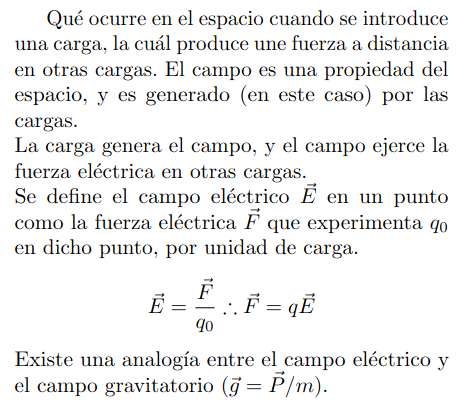 Qué ocurre en el espacio cuando se introduce
una carga, la cuál produce une fuerza a distancia
en otras cargas. El campo es una propiedad del
espacio, y es generado (en este caso) por las
cargas.
La carga genera el campo, y el campo ejerce la
fuerza eléctrica en otras cargas.
Se define el campo eléctrico $\vec{E}$ en un punto
como la fuerza eléctrica $\vec{F}$ que experimenta $q_0$
en dicho punto, por unidad de carga.
$\vec{E} = \frac{\vec{F}}{q_0} \therefore \vec{F} = q\vec{E}$
Existe una analogía entre el campo eléctrico y
el campo gravitatorio ($\vec{g} = \vec{P}/m$).